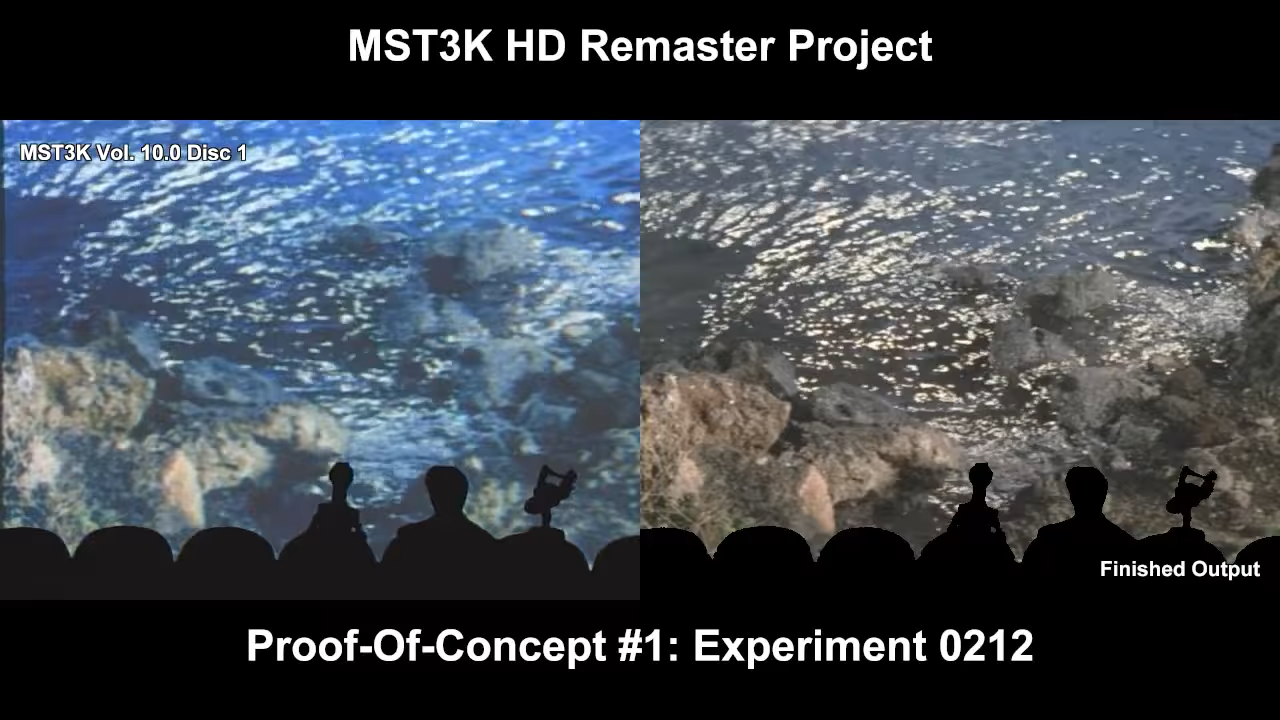 MST3K HD Remaster Project
MST3K Vol. 10.0 Disc 1
Finished Output
Proof-Of-Concept #1: Experiment 0212